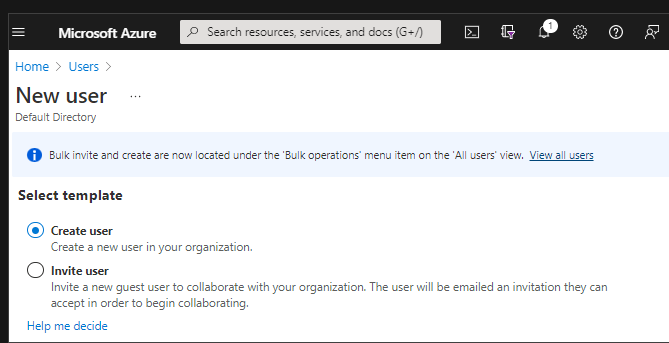 Microsoft Azure
Search resources, services, and docs (G+/)
1
Home > Users >
New user ...
Default Directory
Bulk invite and create are now located under the 'Bulk operations' menu item on the 'All users' view. View all users
Select template
Create user
Create a new user in your organization.
Invite user
Invite a new guest user to collaborate with your organization. The user will be emailed an invitation they can
accept in order to begin collaborating.
Help me decide